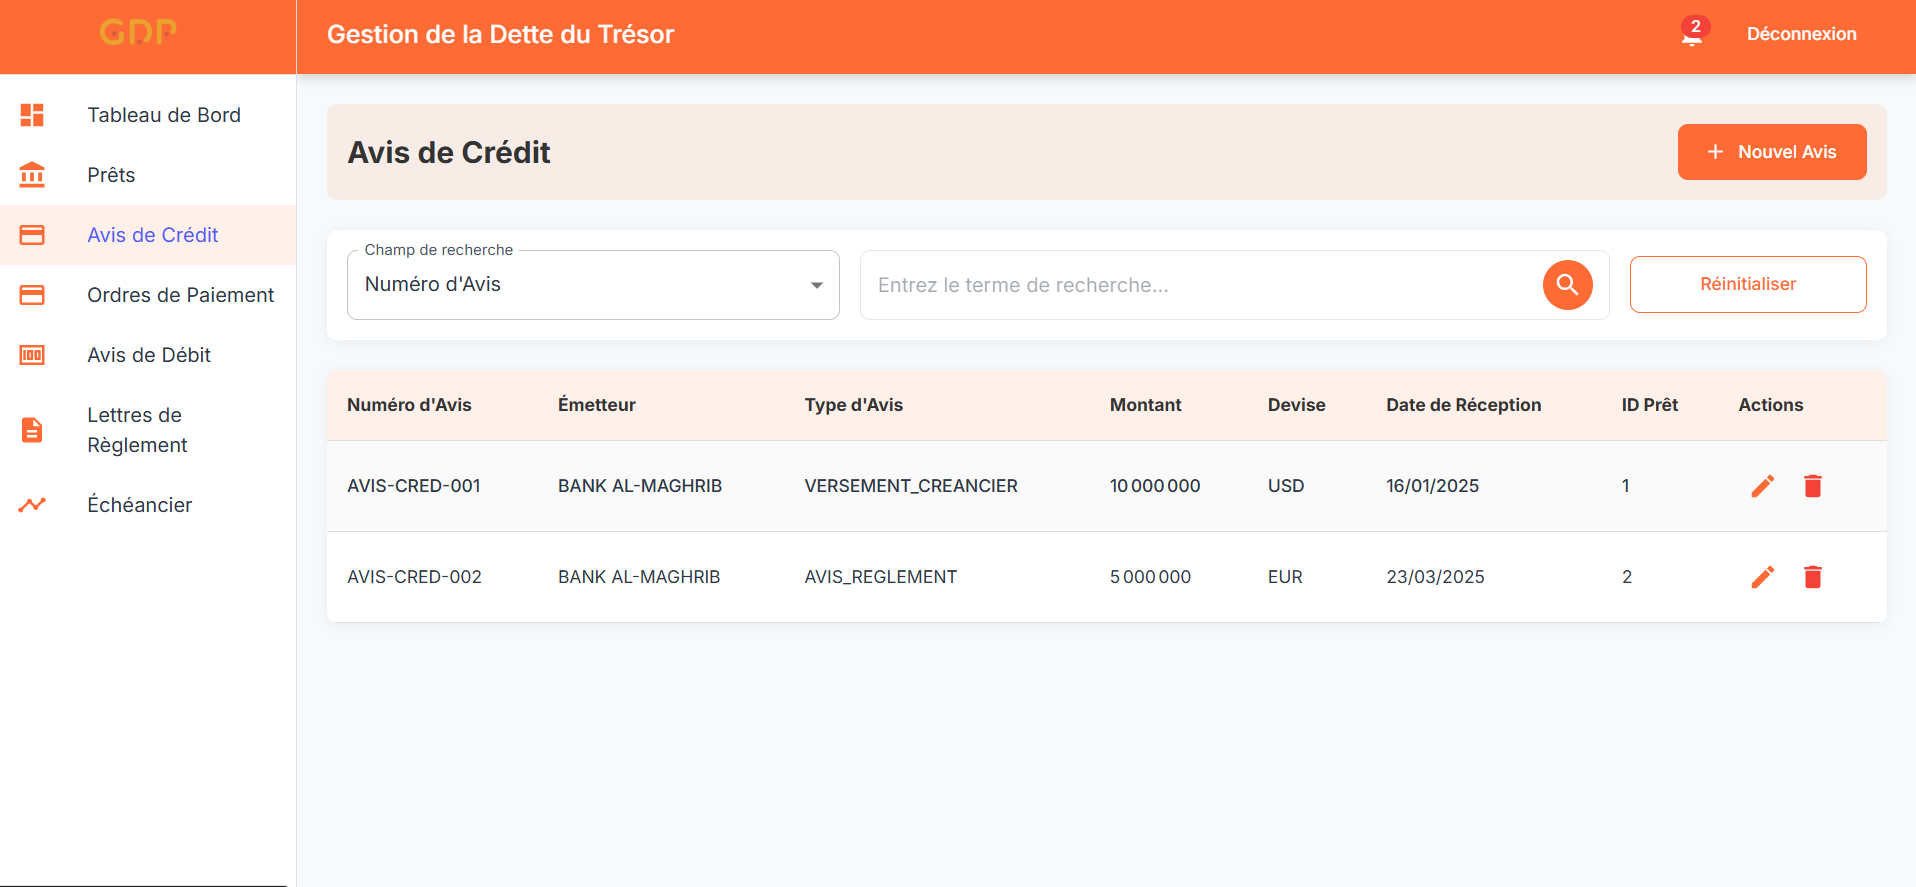 GDP
Gestion de la Dette du Trésor
2
Déconnexion
Tableau de Bord
Prêts
Avis de Crédit
Ordres de Paiement
Avis de Débit
Lettres de
Règlement
Échéancier
Avis de Crédit
+ Nouvel Avis
Champ de recherche
Numéro d'Avis
Entrez le terme de recherche...
Réinitialiser
Numéro d'Avis Émetteur Type d'Avis Montant Devise Date de Réception ID Prêt Actions
AVIS-CRED-001 BANK AL-MAGHRIB VERSEMENT_CREANCIER 10 000 000 USD 16/01/2025 1
AVIS-CRED-002 BANK AL-MAGHRIB AVIS_REGLEMENT 5 000 000 EUR 23/03/2025 2